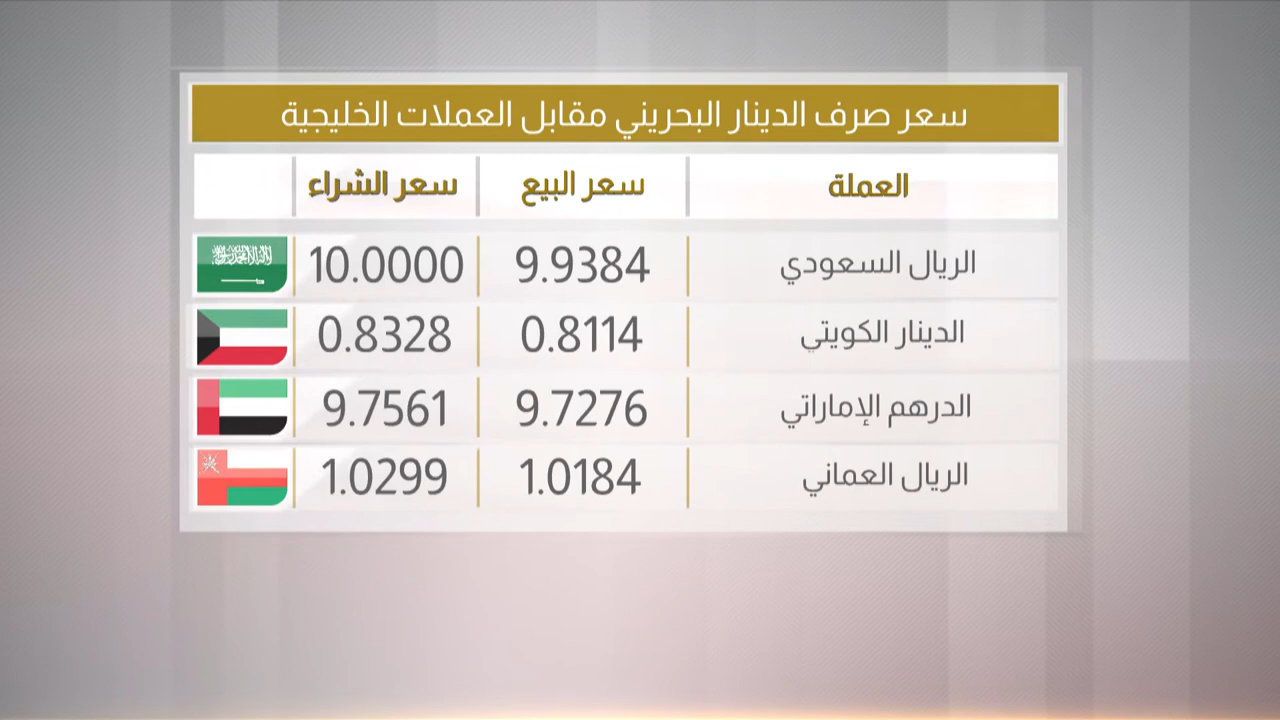 سعر صرف الدينار البحريني مقابل العملات الخليجية
العملة سعر البيع سعر الشراء
الريال السعودي 9.9384 10.0000
الدينار الكويتي 0.8114 0.8328
الدرهم الإماراتي 9.7276 9.7561
الريال العماني 1.0184 1.0299